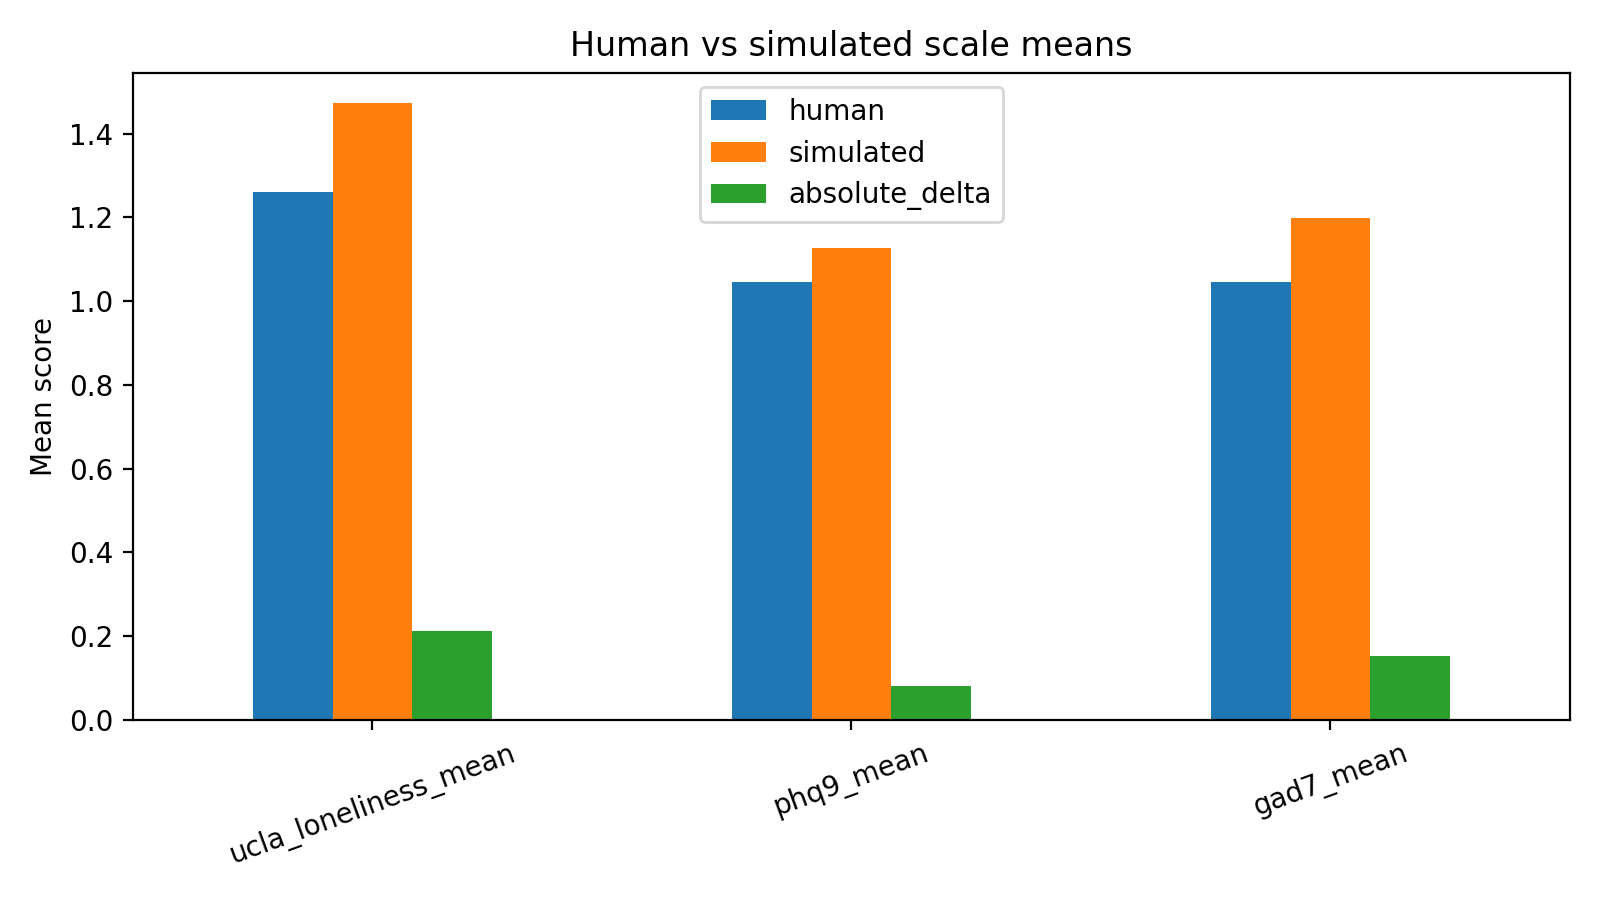 Human vs simulated scale means
human
simulated
absolute_delta
Mean score
1.4
1.2
1.0
0.8
0.6
0.4
0.2
0.0
ucla_loneliness_mean
phq9_mean
gad7_mean